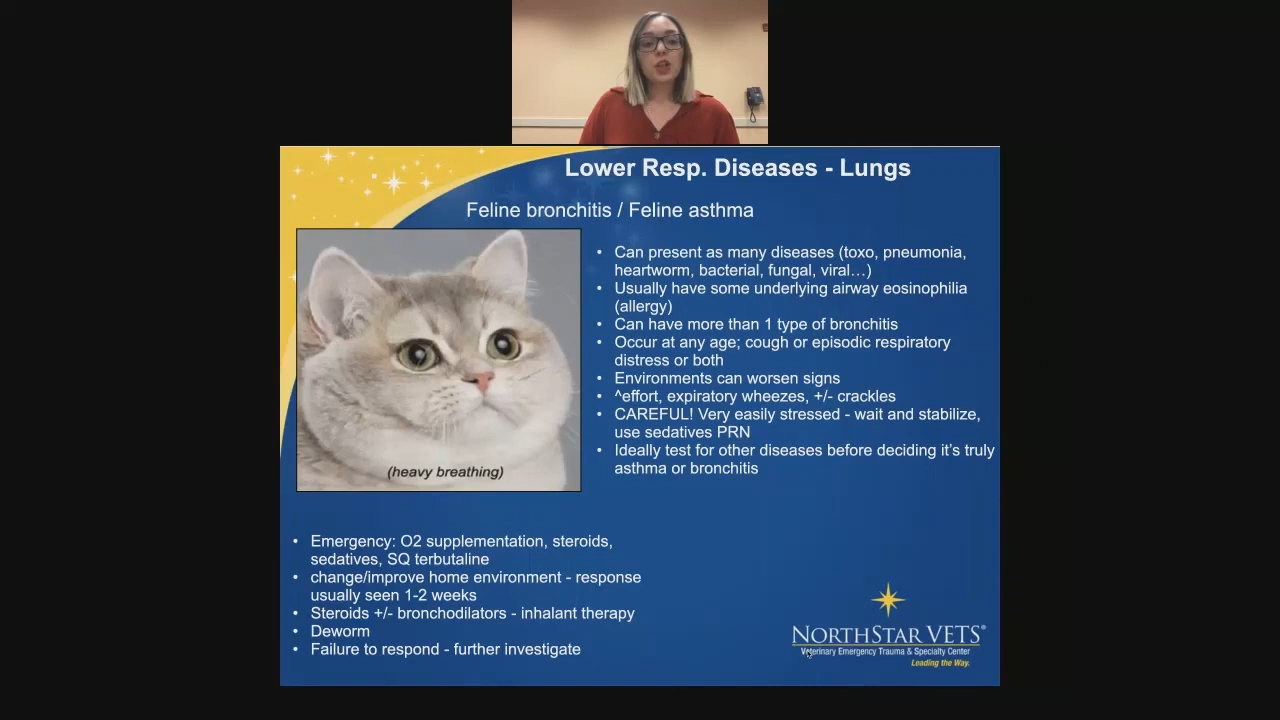 Lower Resp. Diseases - Lungs
Feline bronchitis / Feline asthma
• Can present as many diseases (toxo, pneumonia,
heartworm, bacterial, fungal, viral…)
• Usually have some underlying airway eosinophilia
(allergy)
• Can have more than 1 type of bronchitis
• Occur at any age; cough or episodic respiratory
distress or both
• Environments can worsen signs
• ^effort, expiratory wheezes, +/- crackles
• CAREFUL! Very easily stressed - wait and stabilize,
use sedatives PRN
• Ideally test for other diseases before deciding it's truly
asthma or bronchitis
(heavy breathing)
• Emergency: O2 supplementation, steroids,
sedatives, SQ terbutaline
• change/improve home environment - response
usually seen 1-2 weeks
• Steroids +/- bronchodilators - inhalant therapy
• Deworm
• Failure to respond - further investigate
NORTHSTAR VETS®
Veterinary Emergency Trauma & Specialty Center
Leading the Way.